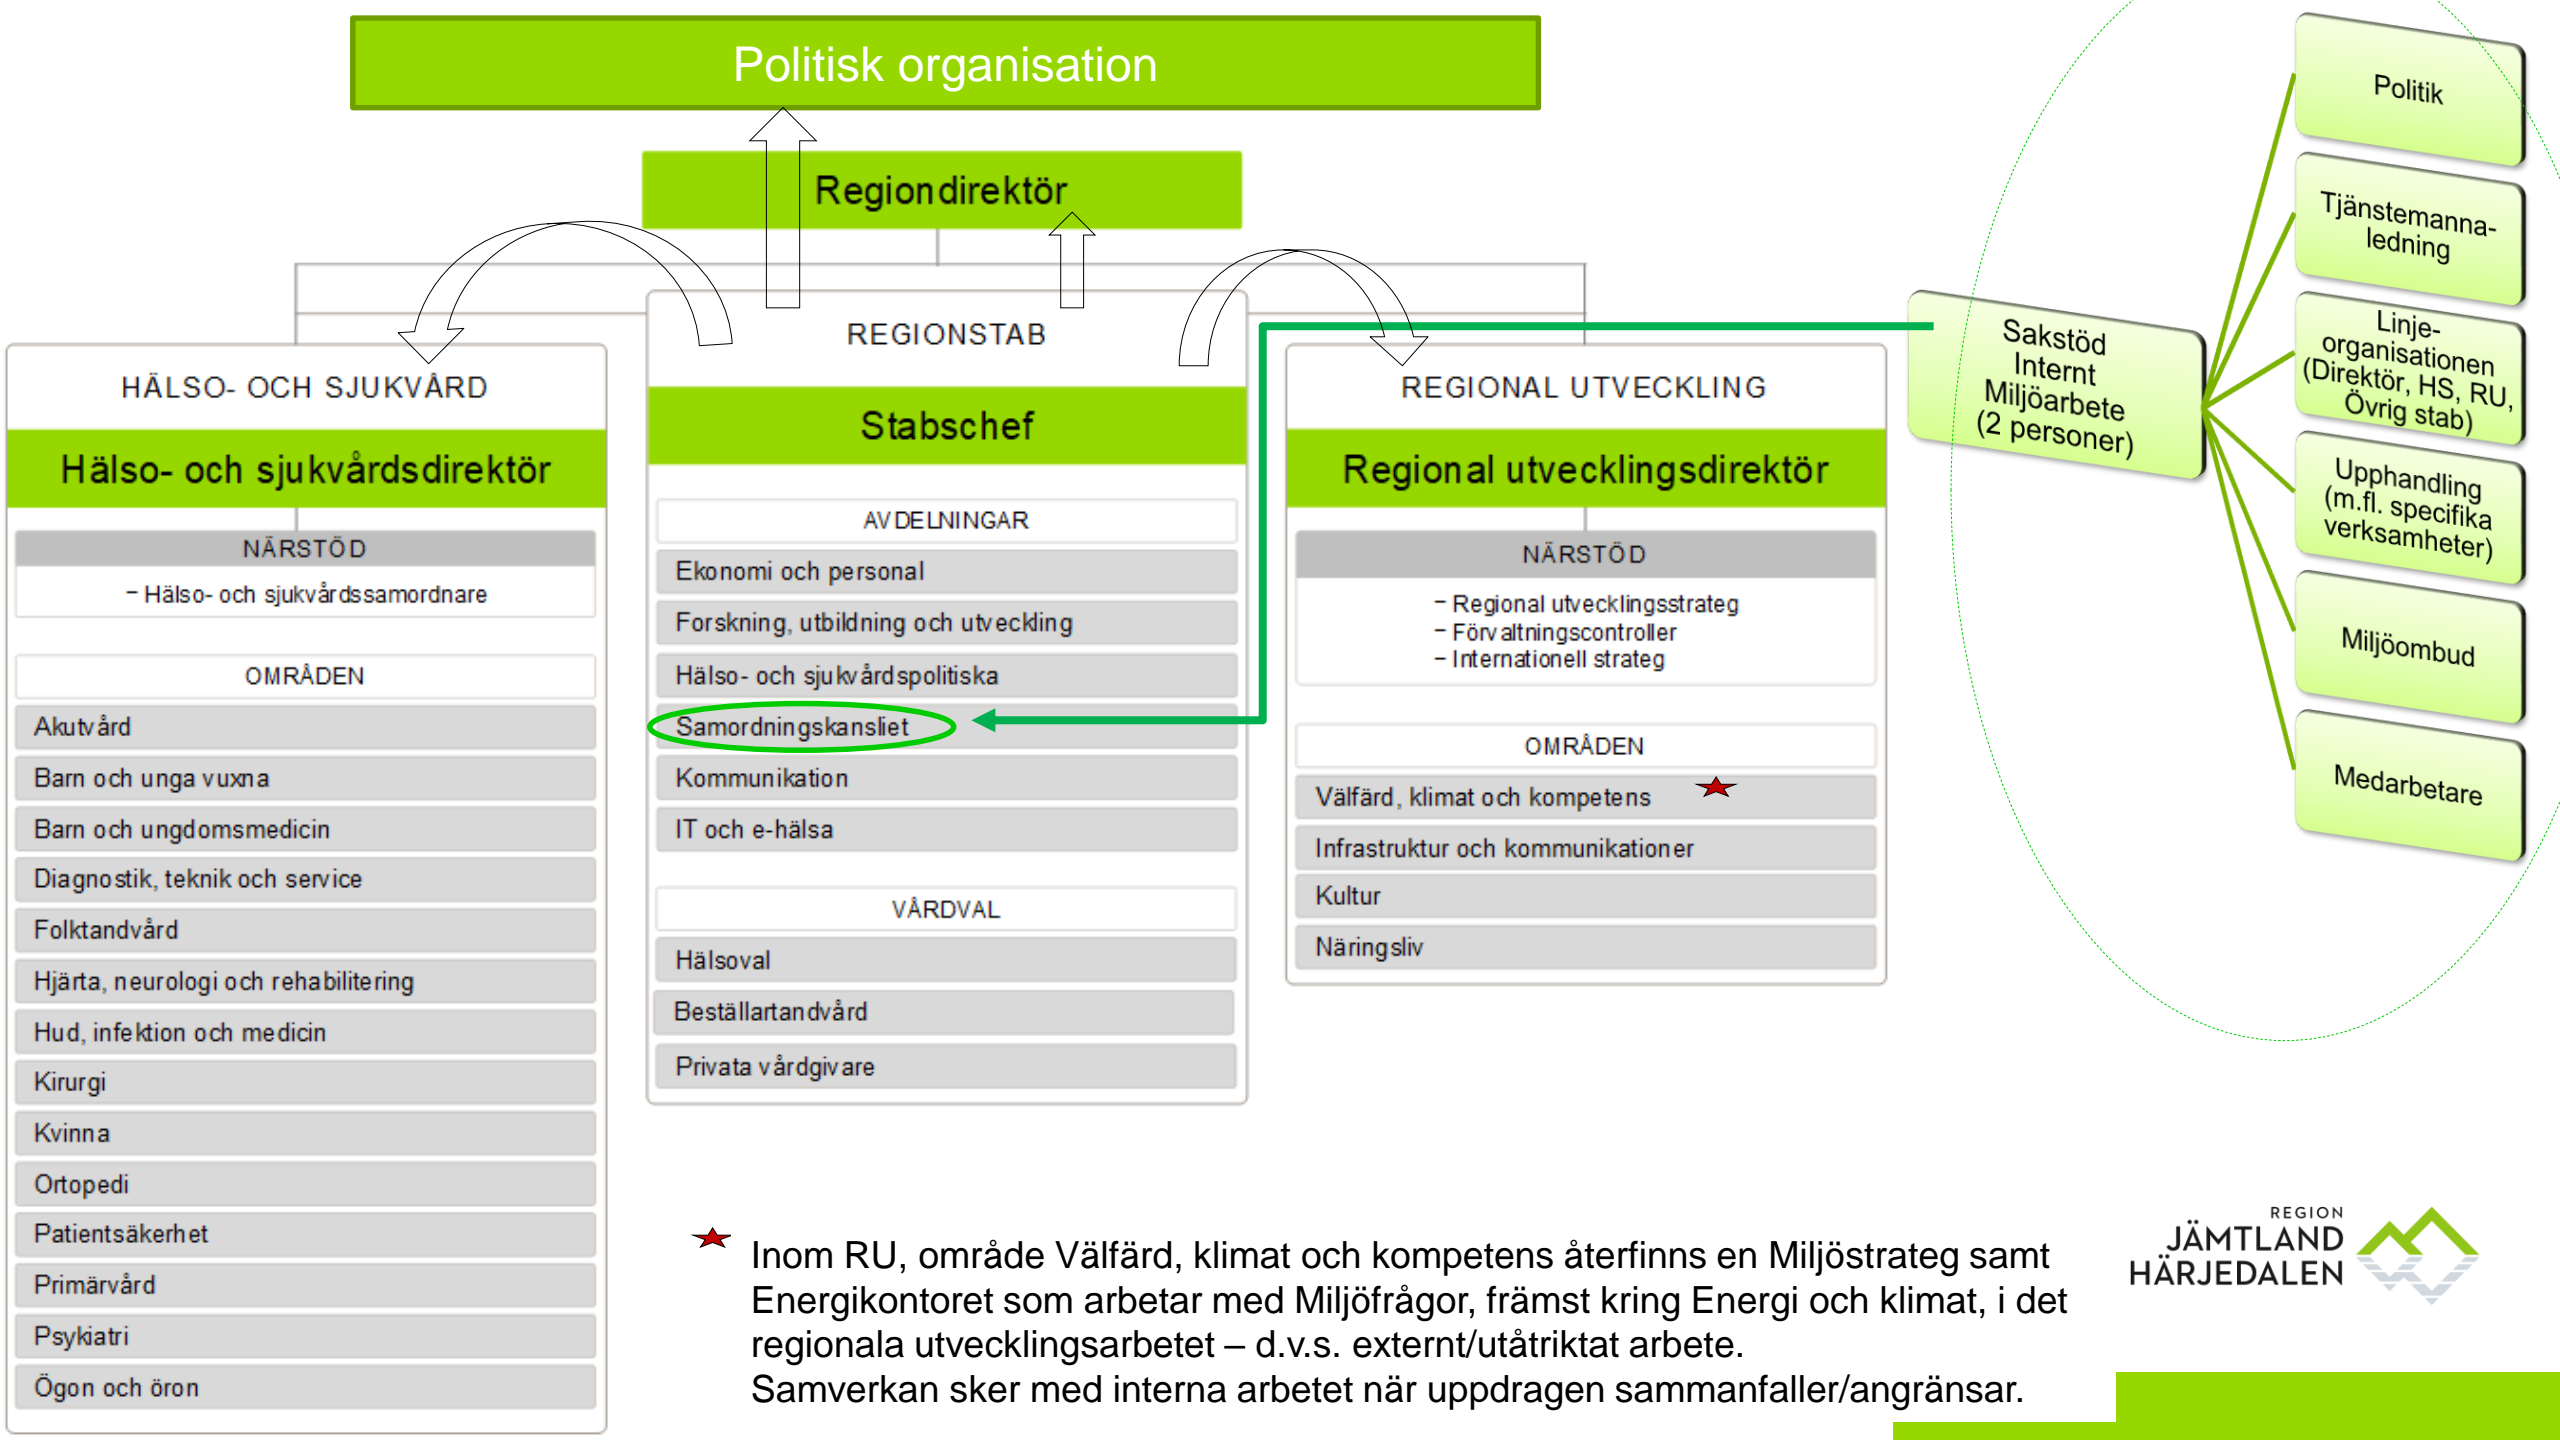 Politisk organisation
Regiondirektör
HÄLSO- OCH SJUKVÅRD
Hälso- och sjukvårdsdirektör
NÄRSTÖD
– Hälso- och sjukvårdssamordnare
OMRÅDEN
Akutvård
Barn och unga vuxna
Barn och ungdomsmedicin
Diagnostik, teknik och service
Folktandvård
Hjärta, neurologi och rehabilitering
Hud, infektion och medicin
Kirurgi
Kvinna
Ortopedi
Patientsäkerhet
Primärvård
Psykiatri
Ögon och öron
REGIONSTAB
Stabschef
AVDELNINGAR
Ekonomi och personal
Forskning, utbildning och utveckling
Hälso- och sjukvårdspolitiska
Samordningskansliet
Kommunikation
IT och e-hälsa
VÅRDVAL
Hälsoval
Beställartandvård
Privata vårdgivare
REGIONAL UTVECKLING
Regional utvecklingsdirektör
NÄRSTÖD
– Regional utvecklingsstrateg
– Förvaltningscontroller
– Internationell strateg
OMRÅDEN
Välfärd, klimat och kompetens
Infrastruktur och kommunikationer
Kultur
Näringsliv
Sakstöd
Internt
Miljöarbete
(2 personer)
Politik
Tjänstemanna-
ledning
Linje-
organisationen
(Direktör, HS, RU,
Övrig stab)
Upphandling
(m.fl. specifika
verksamheter)
Miljöombud
Medarbetare
Inom RU, område Välfärd, klimat och kompetens återfinns en Miljöstrateg samt
Energikontoret som arbetar med Miljöfrågor, främst kring Energi och klimat, i det
regionala utvecklingsarbetet – d.v.s. externt/utåtriktat arbete.
Samverkan sker med interna arbetet när uppdragen sammanfaller/angränsar.
REGION
JÄMTLAND
HÄRJEDALEN